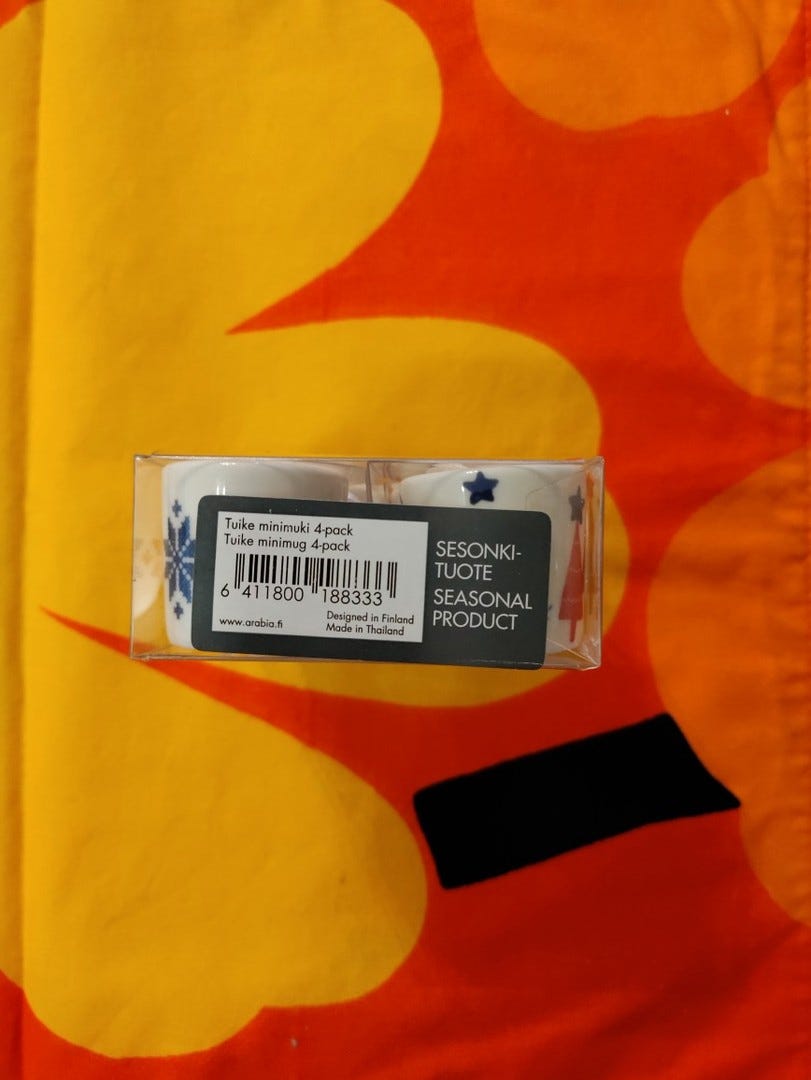 Tuike minimuki 4-pack
Tuike minimug 4-pack
6 411800 188333
www.arabia.fi
Designed in Finland
Made in Thailand
SESONKI-
TUOTE
SEASONAL
PRODUCT